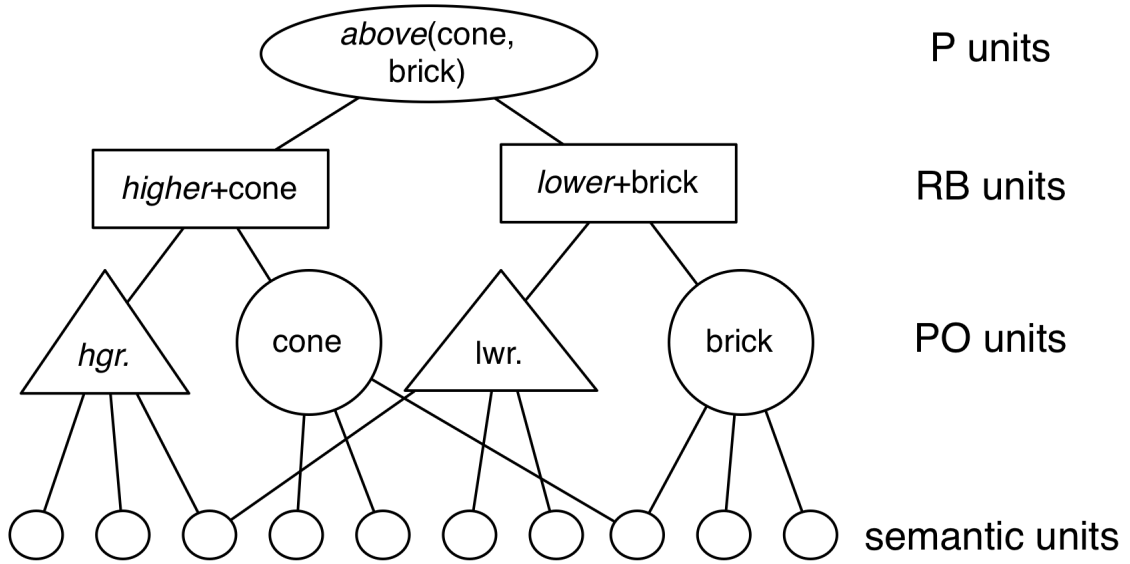 above(cone,
brick)
P units
higher+cone
lower+brick
RB units
hgr.
cone
lwr.
brick
PO units
semantic units